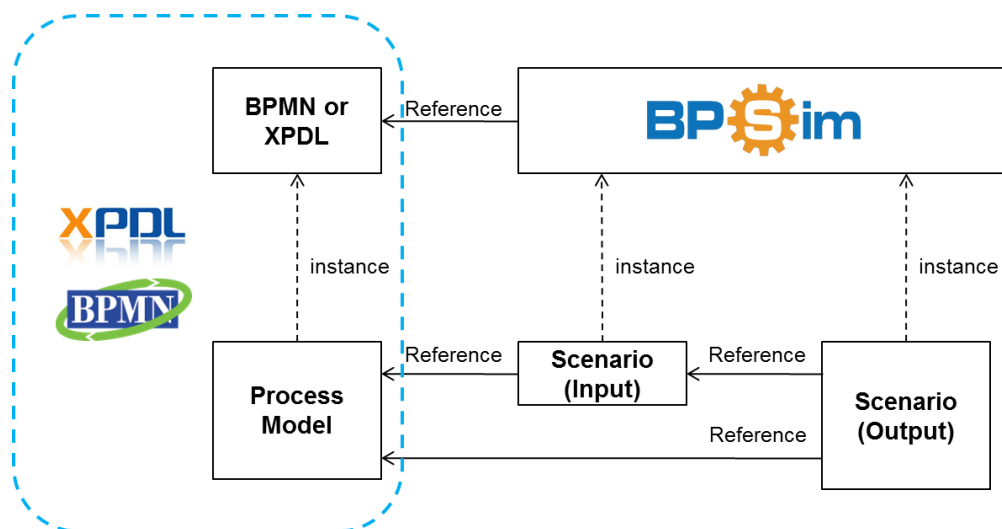 BPMN or
XPDL
Reference
BPSim
XPDL
BPMN
instance
instance
instance
Process
Model
Reference
Scenario
(Input)
Reference
Scenario
(Output)
Reference